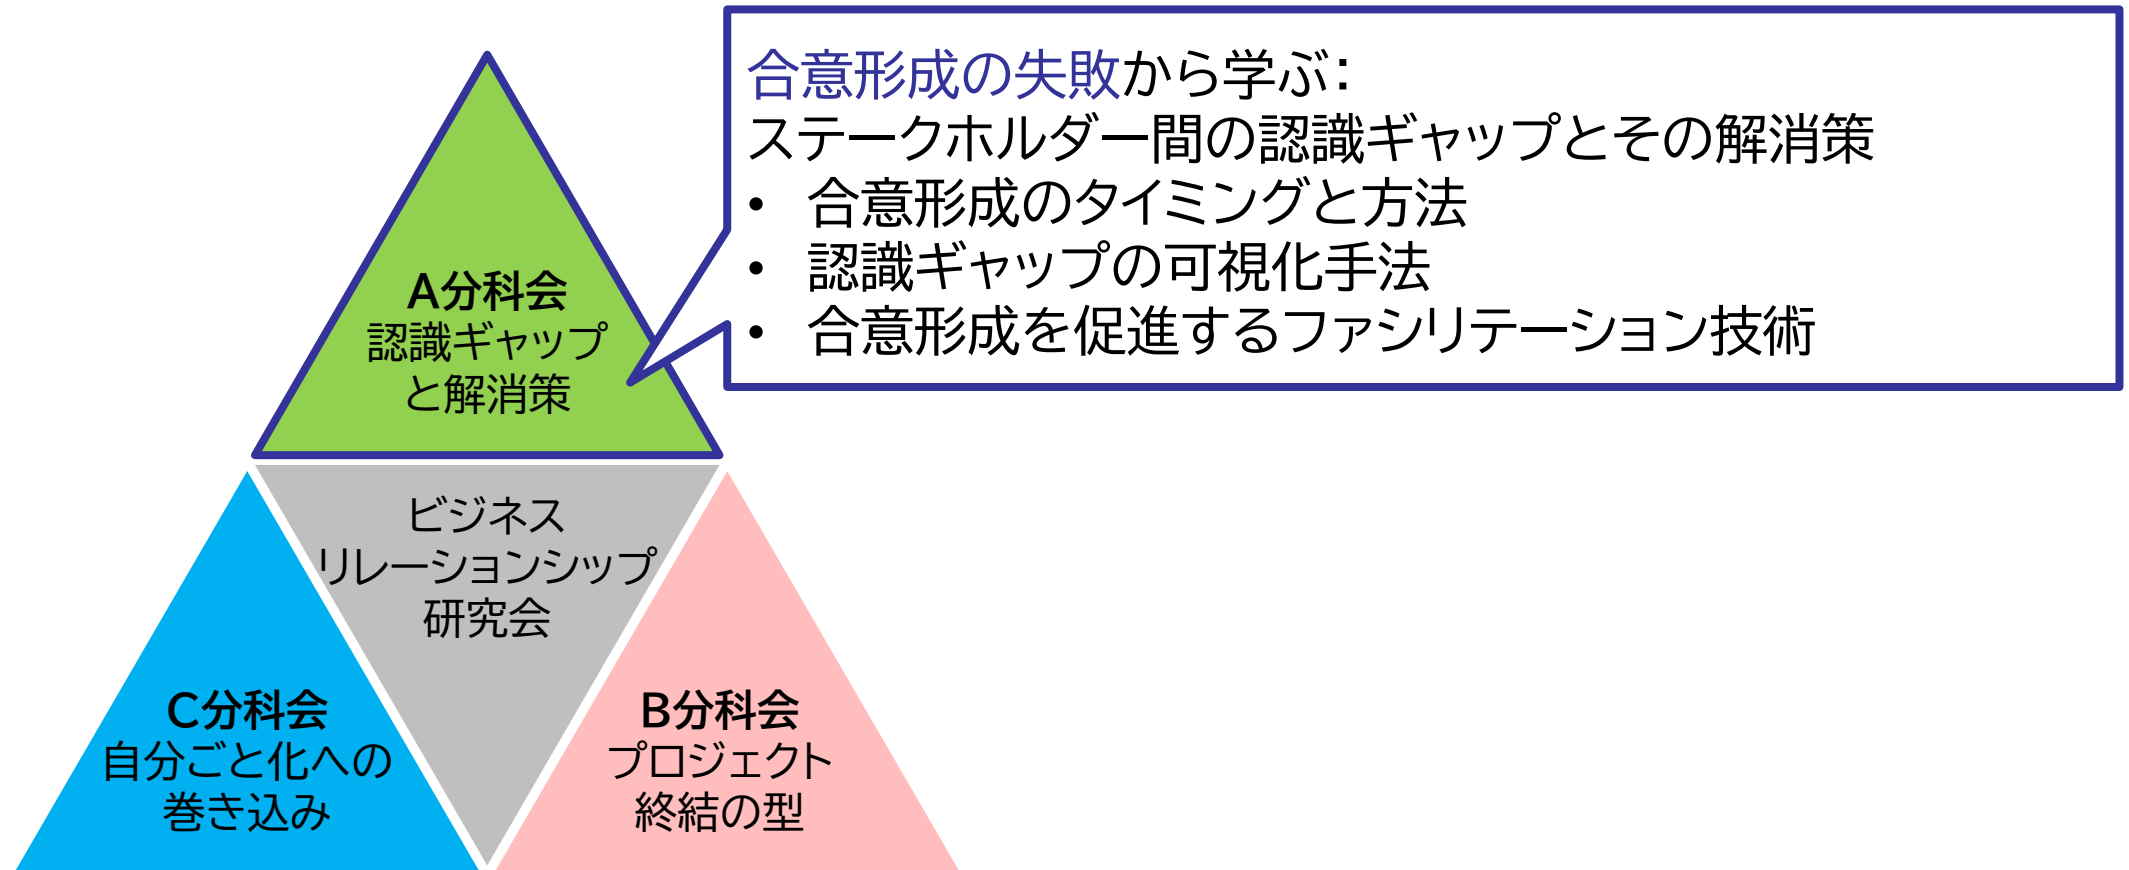 合意形成の失敗から学ぶ：
ステークホルダー間の認識ギャップとその解消策
• 合意形成のタイミングと方法
• 認識ギャップの可視化手法
• 合意形成を促進するファシリテーション技術
A分科会
認識ギャップ
と解消策
ビジネス
リレーションシップ
研究会
C分科会
自分ごと化への
巻き込み
B分科会
プロジェクト
終結の型